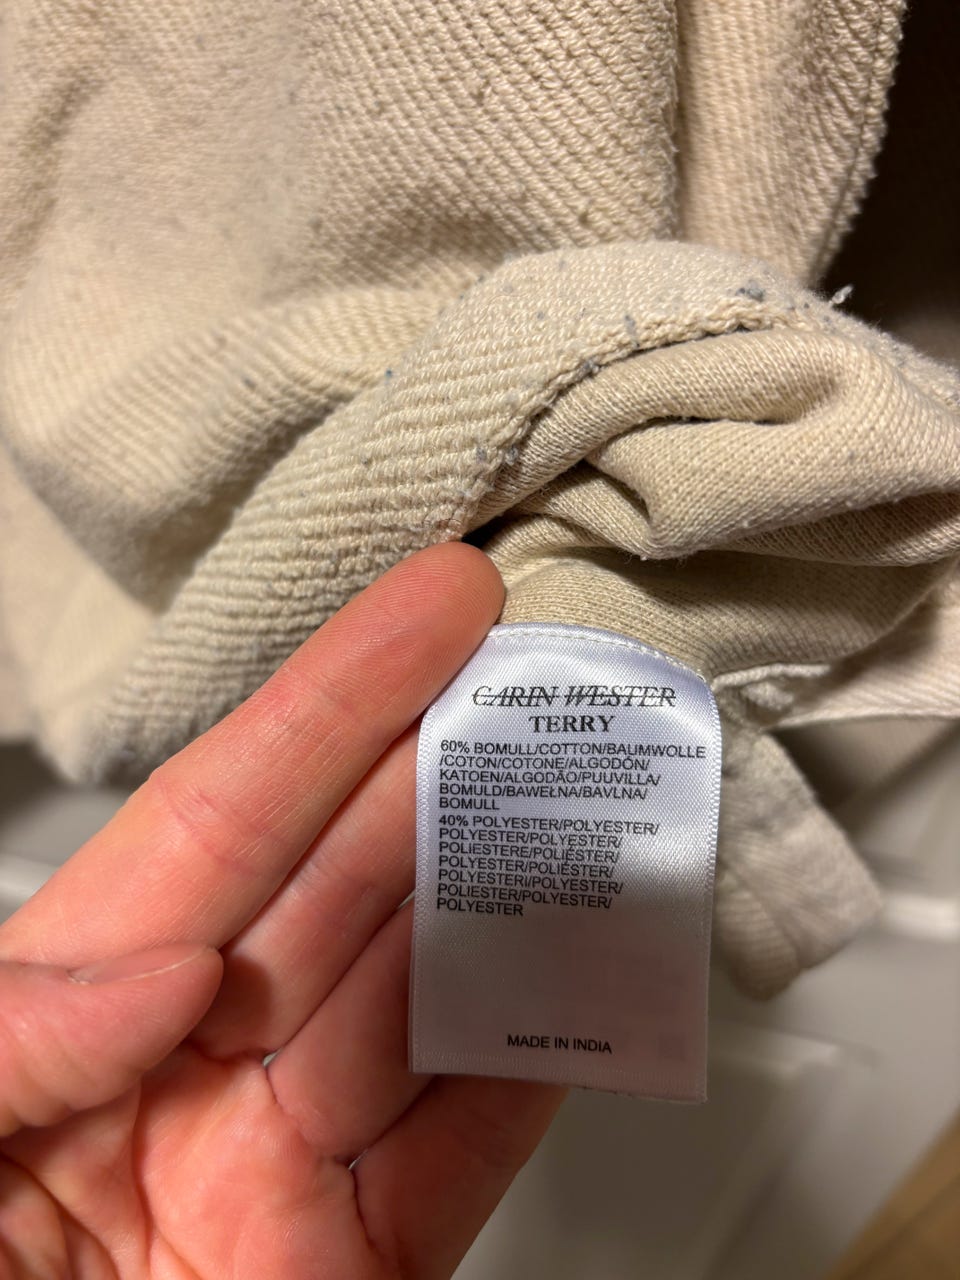 CARIN WESTER
TERRY
60% BOMULL/COTTON/BAUMWOLLE
/COTON/COTONE/ALGODÓN/
KATOEN/ALGODÃO/PUUVILLA/
BOMULD/BAWEŁNA/BAVLNA/
BOMULL
40% POLYESTER/POLYESTER/
POLYESTER/POLYESTER/
POLIESTERE/POLIÉSTER/
POLYESTER/POLIÉSTER/
POLYESTERI/POLYESTER/
POLIESTER/POLYESTER/
POLYESTER
MADE IN INDIA